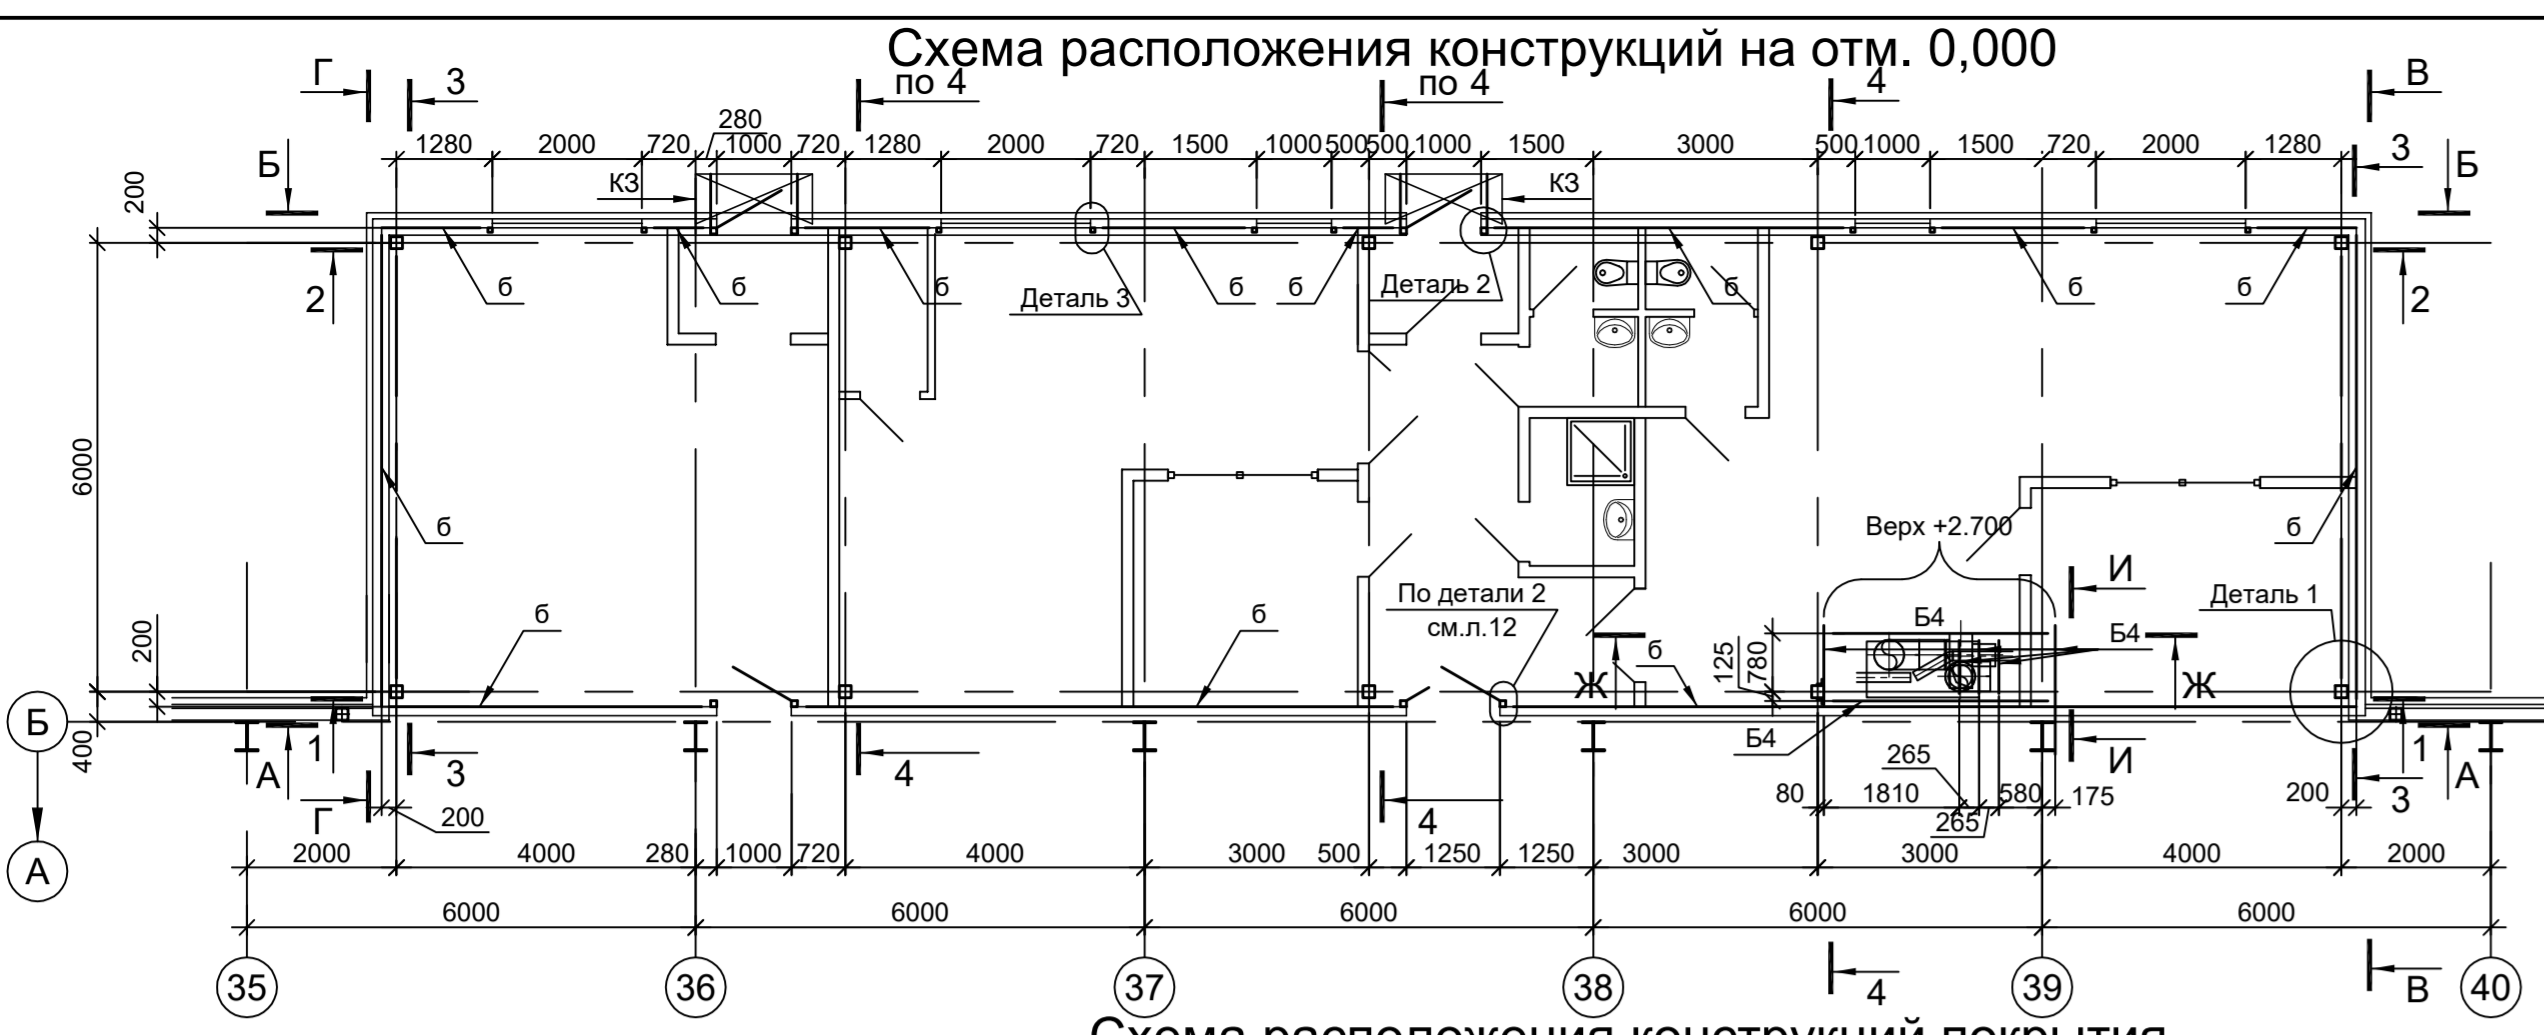 Схема расположения конструкций на отм. 0,000
Г 3 по 4 по 4 4 В
280
1280 2000 720 1000 720 1280 2000 720 1500 1000 500 500 1000 1500 3000 500 1000 1500 720 2000 1280 3
Б К3 К3 Б
200
2 б б б Деталь 3 б б Деталь 2 б б б 2
6000
б Верх +2.700 б
И
200 б б По детали 2 Б4 Деталь 1
см.л.12 б Б4
125 780
Ж Ж
Б 400 А 1 3 4 Б4 И 1 А
265
Г 200 4 80 1810 580 175 200 3
265
2000 4000 280 1000 720 4000 3000 500 1250 1250 3000 3000 4000 2000
А
6000 6000 6000 6000 6000
35 36 37 38 4 39 В 40
Схема расположения конструкций покрытия